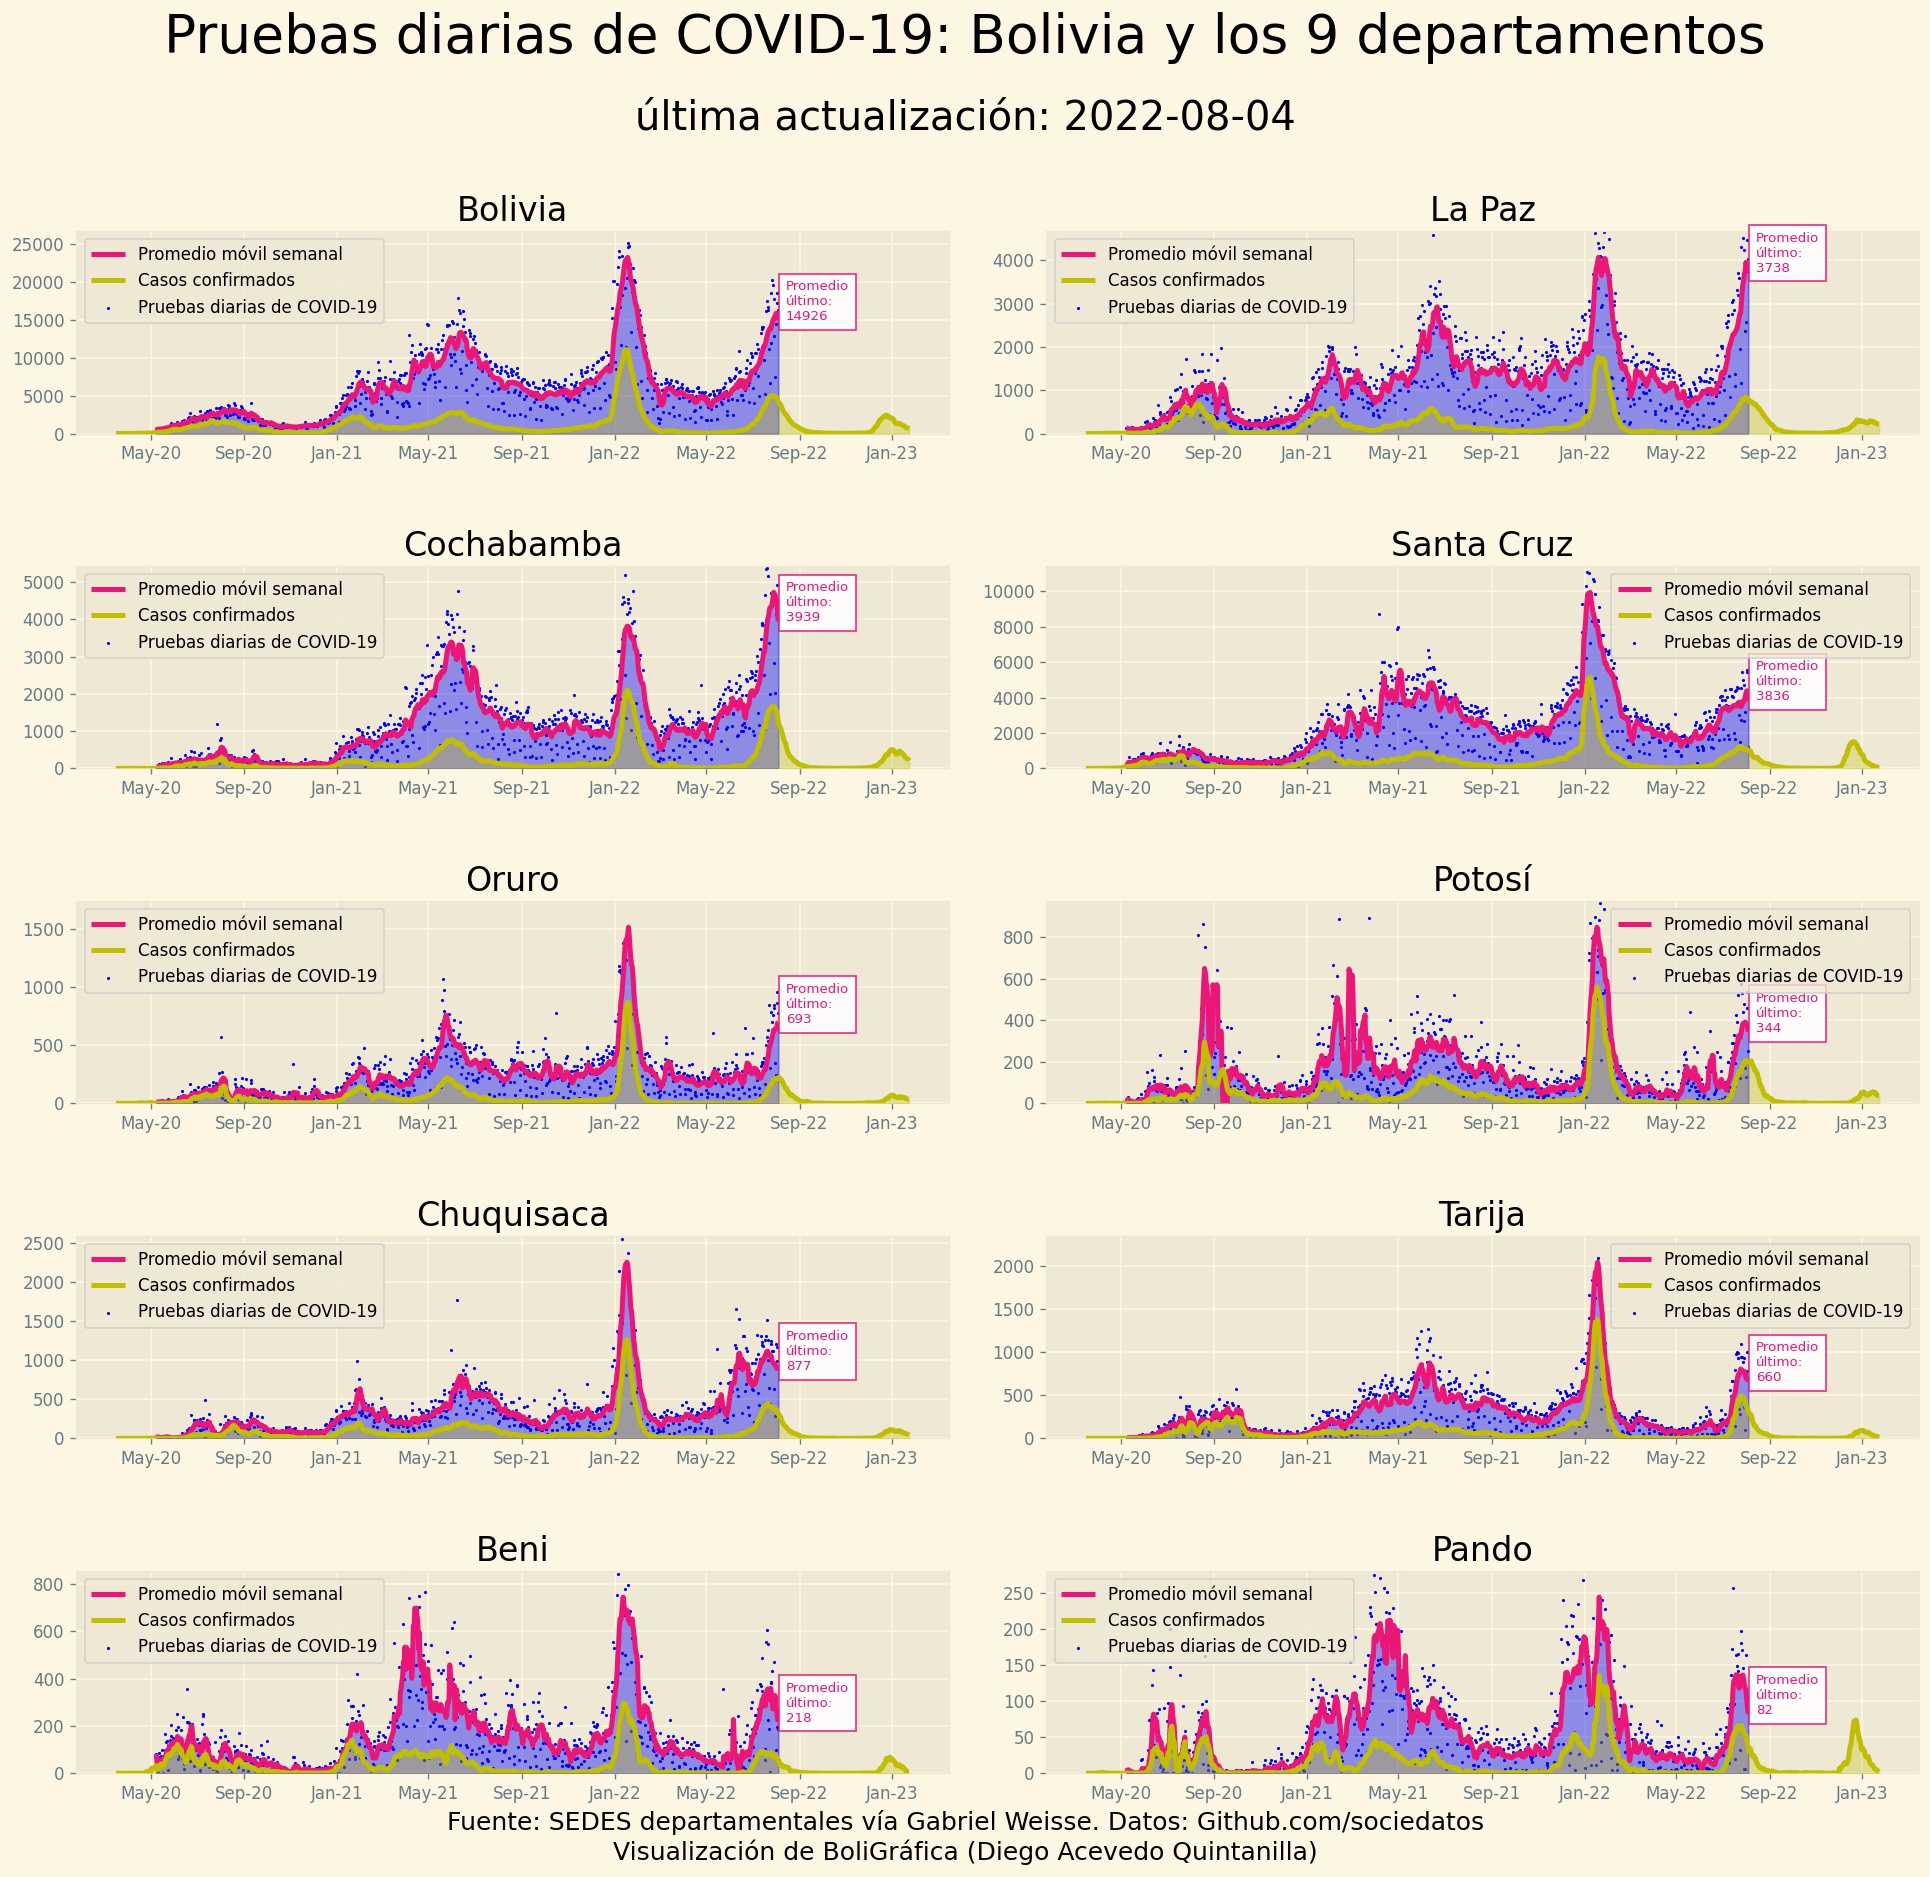 Pruebas diarias de COVID-19: Bolivia y los 9 departamentos
última actualización: 2022-08-04
Bolivia
25000
20000
15000
10000
5000
0
Promedio móvil semanal
Casos confirmados
Pruebas diarias de COVID-19
Promedio
último:
14926
May-20 Sep-20 Jan-21 May-21 Sep-21 Jan-22 May-22 Sep-22 Jan-23
La Paz
4000
3000
2000
1000
0
Promedio móvil semanal
Casos confirmados
Pruebas diarias de COVID-19
Promedio
último:
3738
May-20 Sep-20 Jan-21 May-21 Sep-21 Jan-22 May-22 Sep-22 Jan-23
Cochabamba
5000
4000
3000
2000
1000
0
Promedio móvil semanal
Casos confirmados
Pruebas diarias de COVID-19
Promedio
último:
3939
May-20 Sep-20 Jan-21 May-21 Sep-21 Jan-22 May-22 Sep-22 Jan-23
Santa Cruz
10000
8000
6000
4000
2000
0
Promedio móvil semanal
Casos confirmados
Pruebas diarias de COVID-19
Promedio
último:
3836
May-20 Sep-20 Jan-21 May-21 Sep-21 Jan-22 May-22 Sep-22 Jan-23
Oruro
1500
1000
500
0
Promedio móvil semanal
Casos confirmados
Pruebas diarias de COVID-19
Promedio
último:
693
May-20 Sep-20 Jan-21 May-21 Sep-21 Jan-22 May-22 Sep-22 Jan-23
Potosí
800
600
400
200
0
Promedio móvil semanal
Casos confirmados
Pruebas diarias de COVID-19
Promedio
último:
344
May-20 Sep-20 Jan-21 May-21 Sep-21 Jan-22 May-22 Sep-22 Jan-23
Chuquisaca
2500
2000
1500
1000
500
0
Promedio móvil semanal
Casos confirmados
Pruebas diarias de COVID-19
Promedio
último:
877
May-20 Sep-20 Jan-21 May-21 Sep-21 Jan-22 May-22 Sep-22 Jan-23
Tarija
2000
1500
1000
500
0
Promedio móvil semanal
Casos confirmados
Pruebas diarias de COVID-19
Promedio
último:
660
May-20 Sep-20 Jan-21 May-21 Sep-21 Jan-22 May-22 Sep-22 Jan-23
Beni
800
600
400
200
0
Promedio móvil semanal
Casos confirmados
Pruebas diarias de COVID-19
Promedio
último:
218
May-20 Sep-20 Jan-21 May-21 Sep-21 Jan-22 May-22 Sep-22 Jan-23
Pando
250
200
150
100
50
0
Promedio móvil semanal
Casos confirmados
Pruebas diarias de COVID-19
Promedio
último:
82
May-20 Sep-20 Jan-21 May-21 Sep-21 Jan-22 May-22 Sep-22 Jan-23
Fuente: SEDES departamentales vía Gabriel Weisse. Datos: Github.com/sociedatos
Visualización de BoliGráfica (Diego Acevedo Quintanilla)